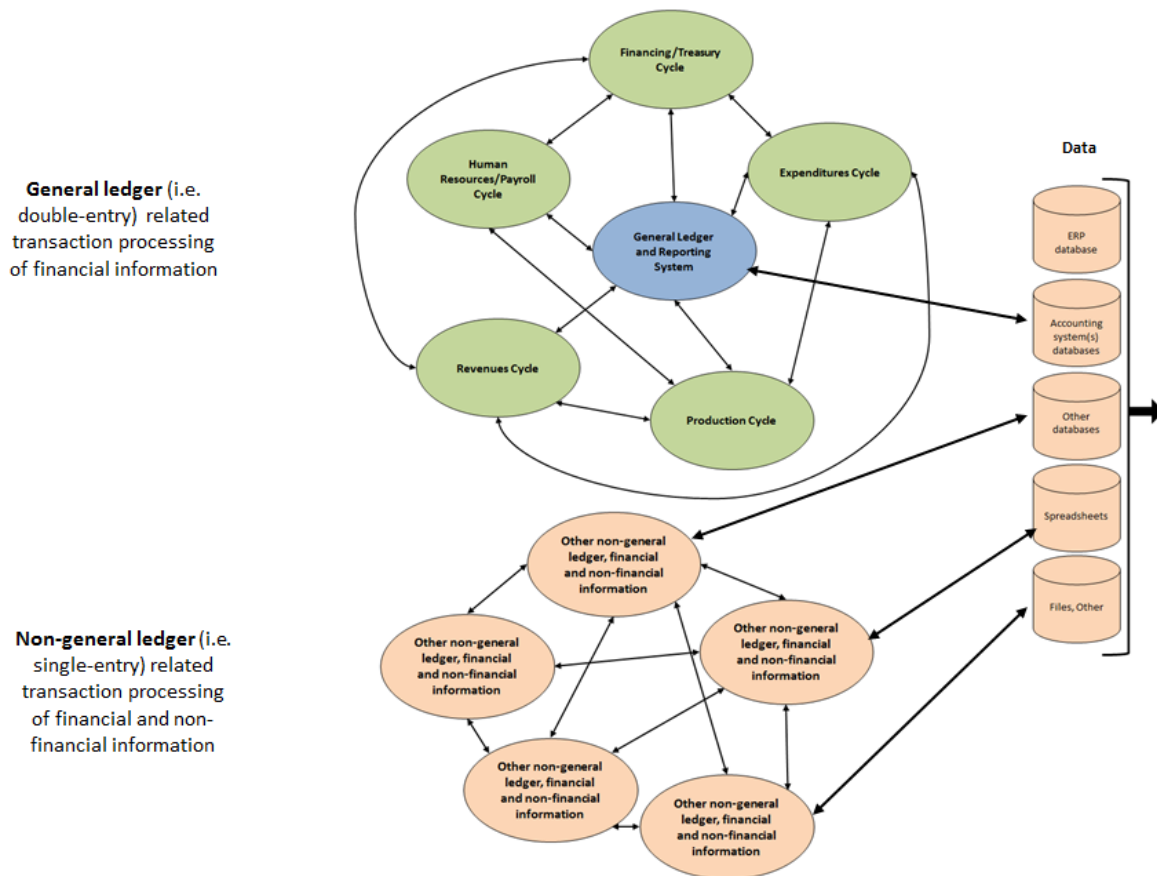 Financing/Treasury
Cycle
Human
Resources/Payroll
Cycle
Expenditures Cycle
General Ledger
and Reporting
System
Revenues Cycle
Production Cycle
General ledger (i.e.
double-entry) related
transaction processing
of financial information
Data
ERP
database
Accounting
system(s)
databases
Other
databases
Spreadsheets
Files, Other
Other non-general
ledger, financial
and non-financial
information
Other non-general
ledger, financial
and non-financial
information
Other non-general
ledger, financial
and non-financial
information
Other non-general
ledger, financial
and non-financial
information
Other non-general
ledger, financial
and non-financial
information
Non-general ledger (i.e.
single-entry) related
transaction processing
of financial and non-
financial information